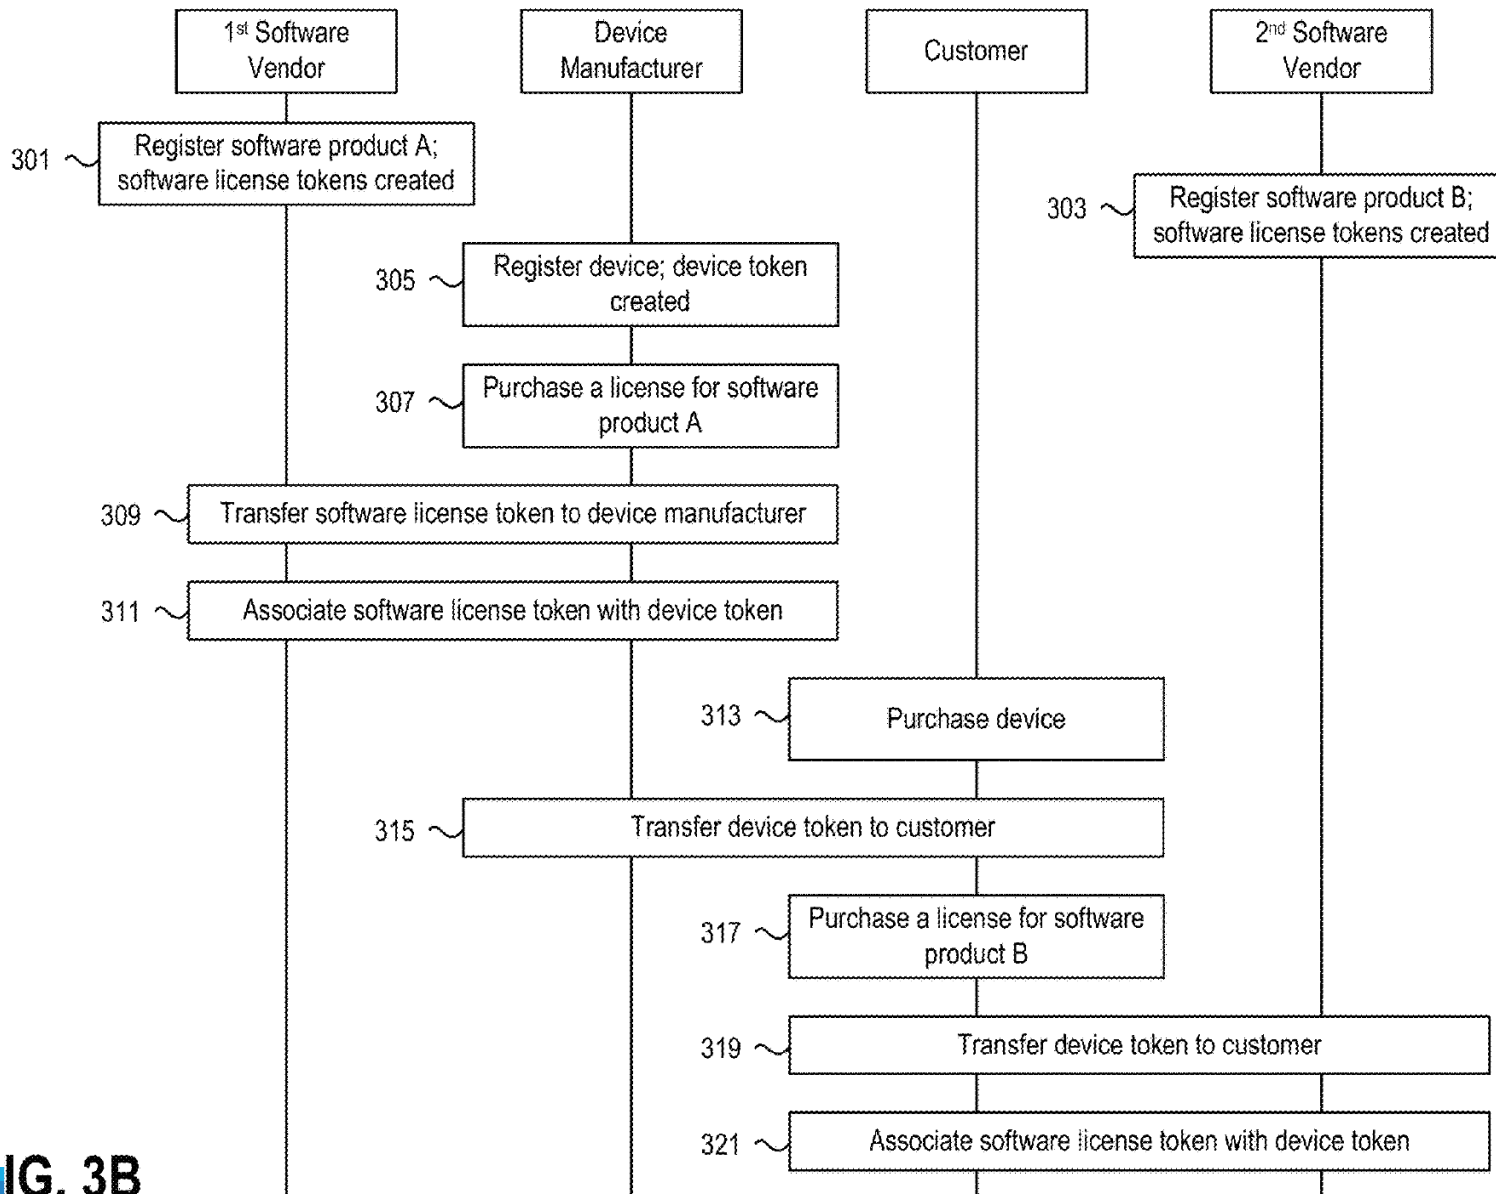 1st Software
Vendor
Device
Manufacturer
Customer
2nd Software
Vendor
301
Register software product A;
software license tokens created
303
Register software product B;
software license tokens created
305
Register device; device token
created
307
Purchase a license for software
product A
309
Transfer software license token to device manufacturer
311
Associate software license token with device token
313
Purchase device
315
Transfer device token to customer
317
Purchase a license for software
product B
319
Transfer device token to customer
321
Associate software license token with device token
IG. 3B